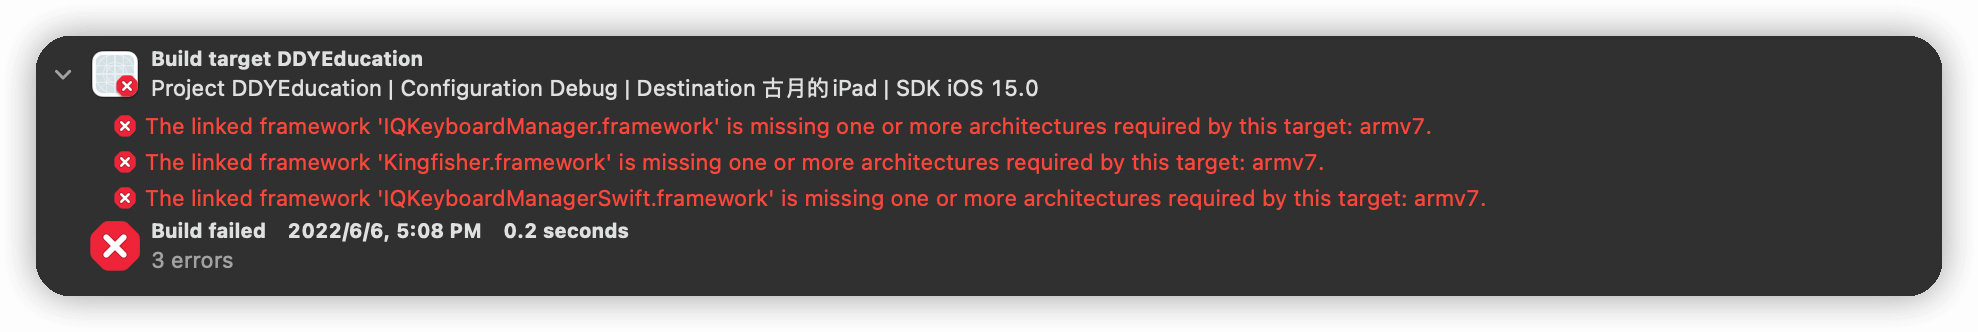 Build target DDYEducation
Project DDYEducation | Configuration Debug | Destination 古月的iPad | SDK iOS 15.0
The linked framework 'IQKeyboardManager.framework' is missing one or more architectures required by this target: armv7.
The linked framework 'Kingfisher.framework' is missing one or more architectures required by this target: armv7.
The linked framework 'IQKeyboardManagerSwift.framework' is missing one or more architectures required by this target: armv7.
Build failed 2022/6/6, 5:08 PM 0.2 seconds
3 errors